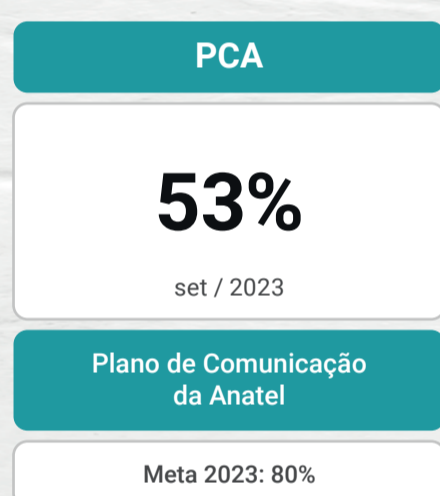 PCA
53%
set / 2023
Plano de Comunicação
da Anatel
Meta 2023: 80%